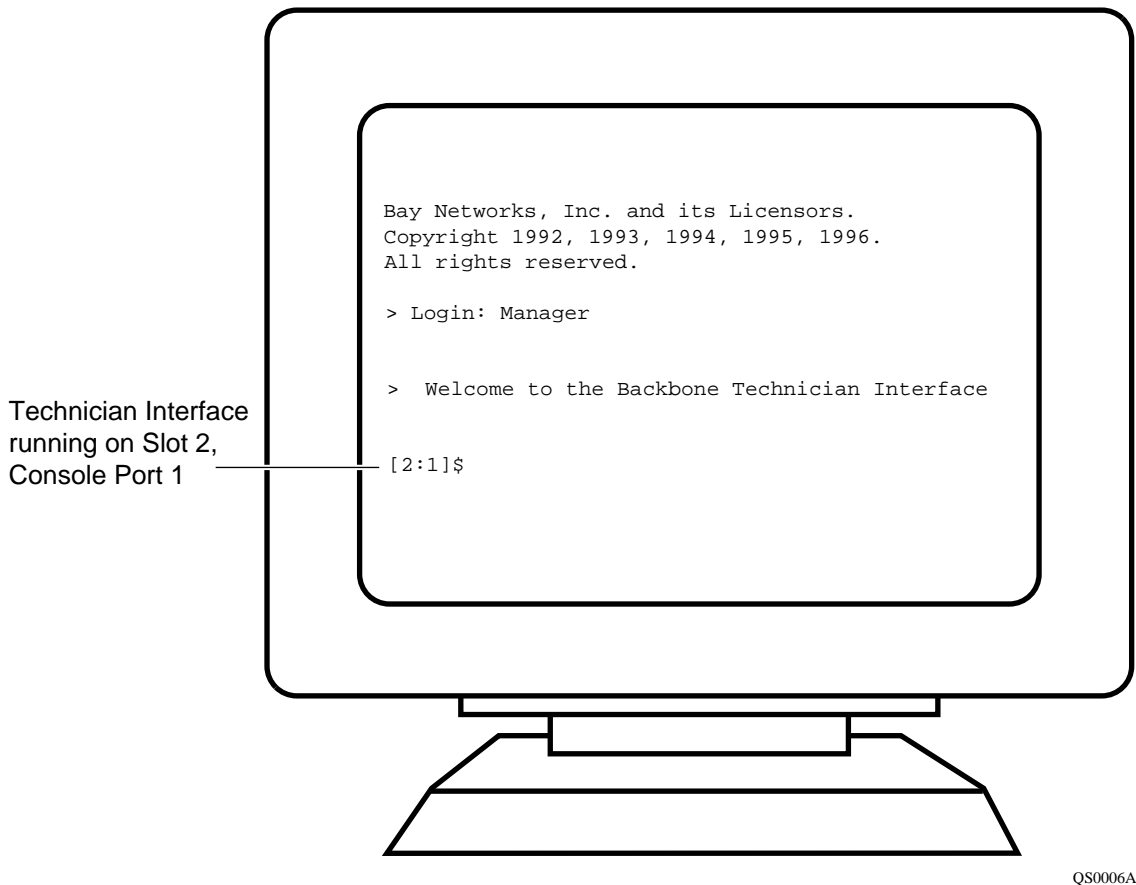 Bay Networks, Inc. and its Licensors.
Copyright 1992, 1993, 1994, 1995, 1996.
All rights reserved.
> Login: Manager
> Welcome to the Backbone Technician Interface
Technician Interface
running on Slot 2,
Console Port 1
[2:1]$
QS0006A